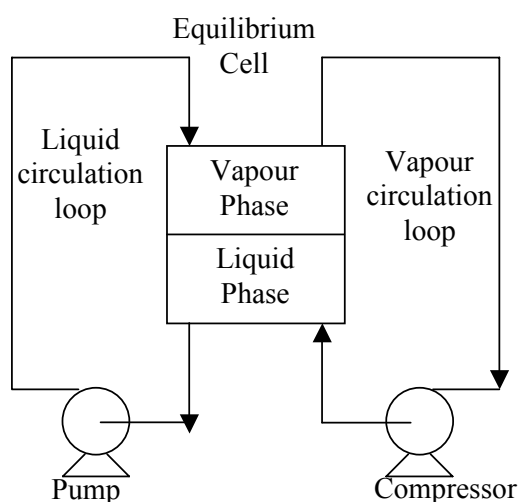 Equilibrium
Cell
Liquid
circulation
loop
Vapour
Phase
Liquid
Phase
Vapour
circulation
loop
Pump
Compressor